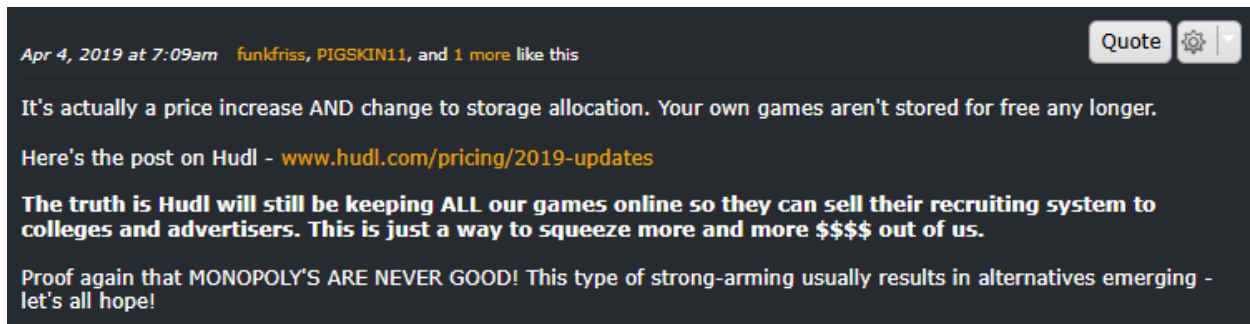 Apr 4, 2019 at 7:09am funkfriss, PIGSKIN11, and 1 more like this
Quote
It's actually a price increase AND change to storage allocation. Your own games aren't stored for free any longer.
Here's the post on Hudl - www.hudl.com/pricing/2019-updates
The truth is Hudl will still be keeping ALL our games online so they can sell their recruiting system to
colleges and advertisers. This is just a way to squeeze more and more $$$$ out of us.
Proof again that MONOPOLY'S ARE NEVER GOOD! This type of strong-arming usually results in alternatives emerging -
let's all hope!